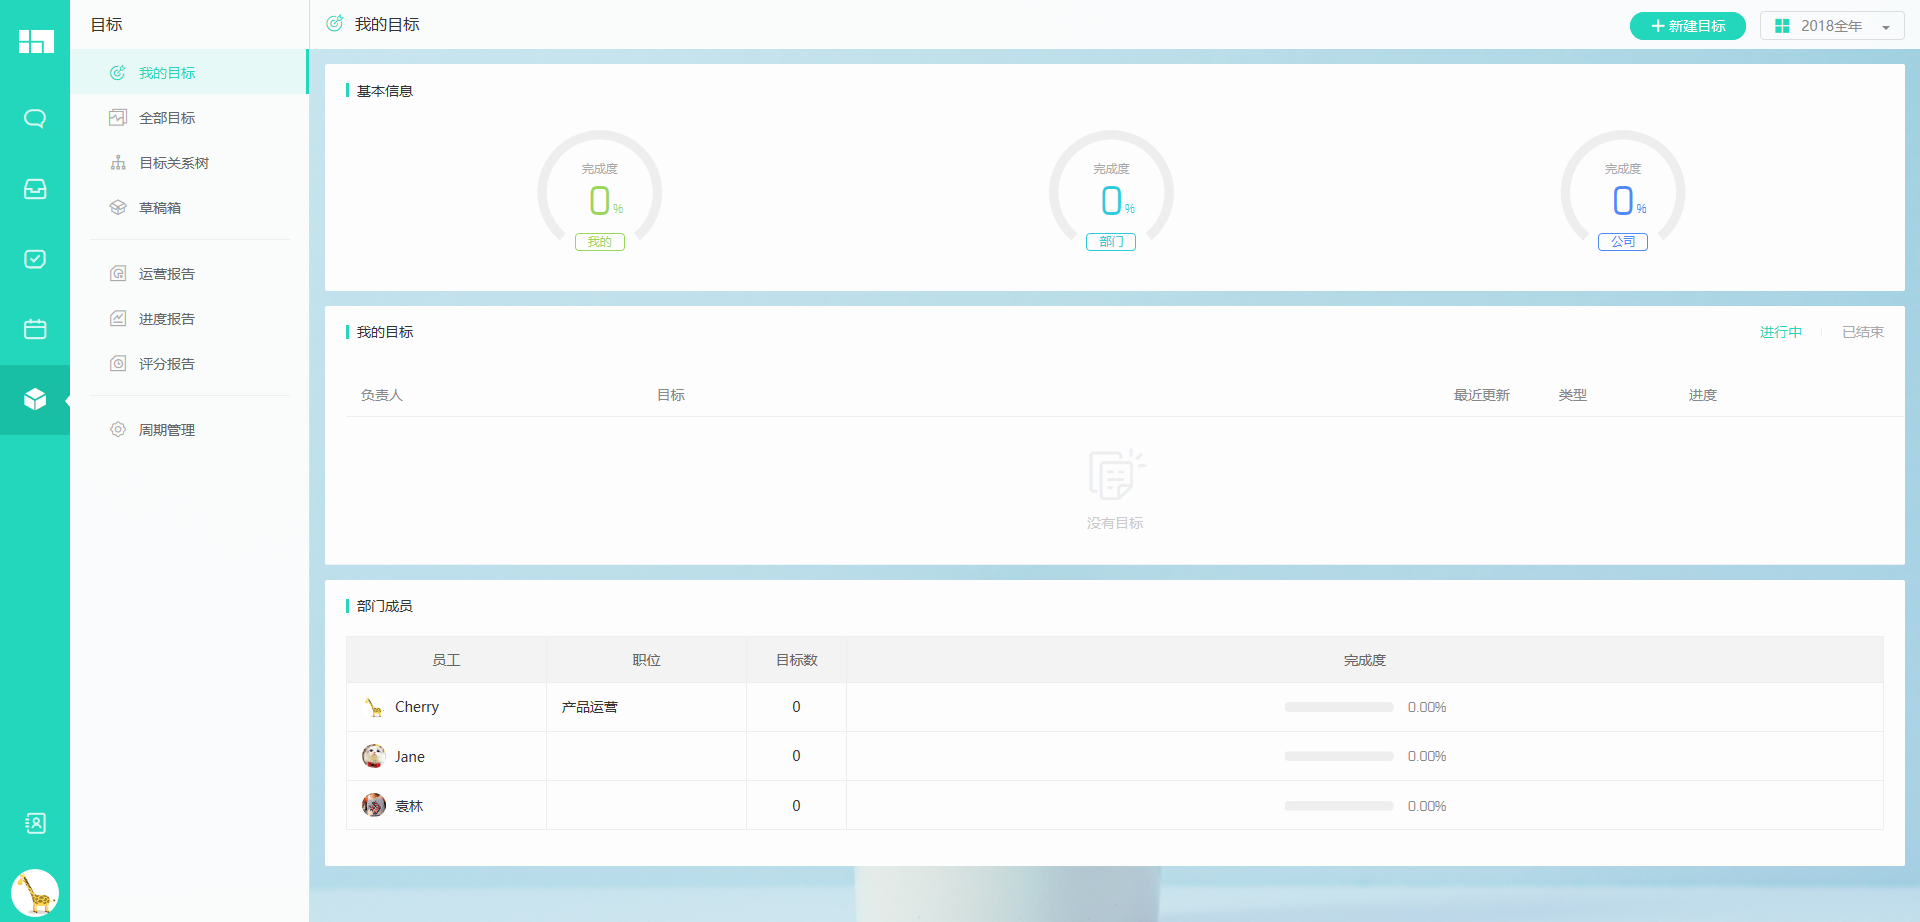 目标
我的目标
全部目标
目标关系树
草稿箱
运营报告
进度报告
评分报告
周期管理
我的目标
新建目标
2018全年
基本信息
完成度
0%
我的
完成度
0%
部门
完成度
0%
公司
我的目标
进行中 已结束
负责人 目标 最近更新 类型 进度
没有目标
部门成员
员工 职位 目标数 完成度
Cherry 产品运营 0 0.00%
Jane 0 0.00%
袁林 0 0.00%